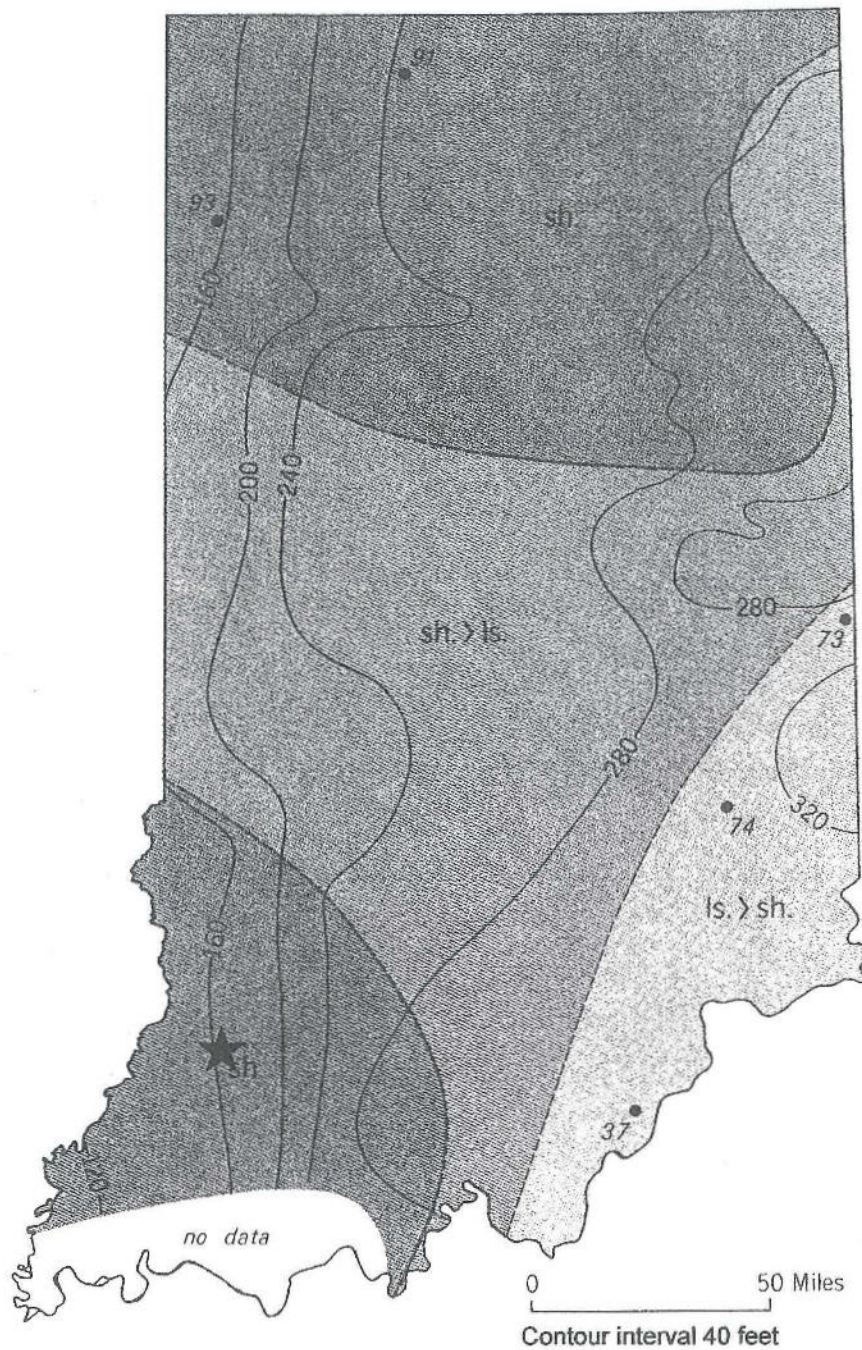 91
sh.
93
160
200
240
sh. > ls.
280
73
280
320
74
ls. > sh.
160
sh
37
120
no data
0 50 Miles
Contour interval 40 feet